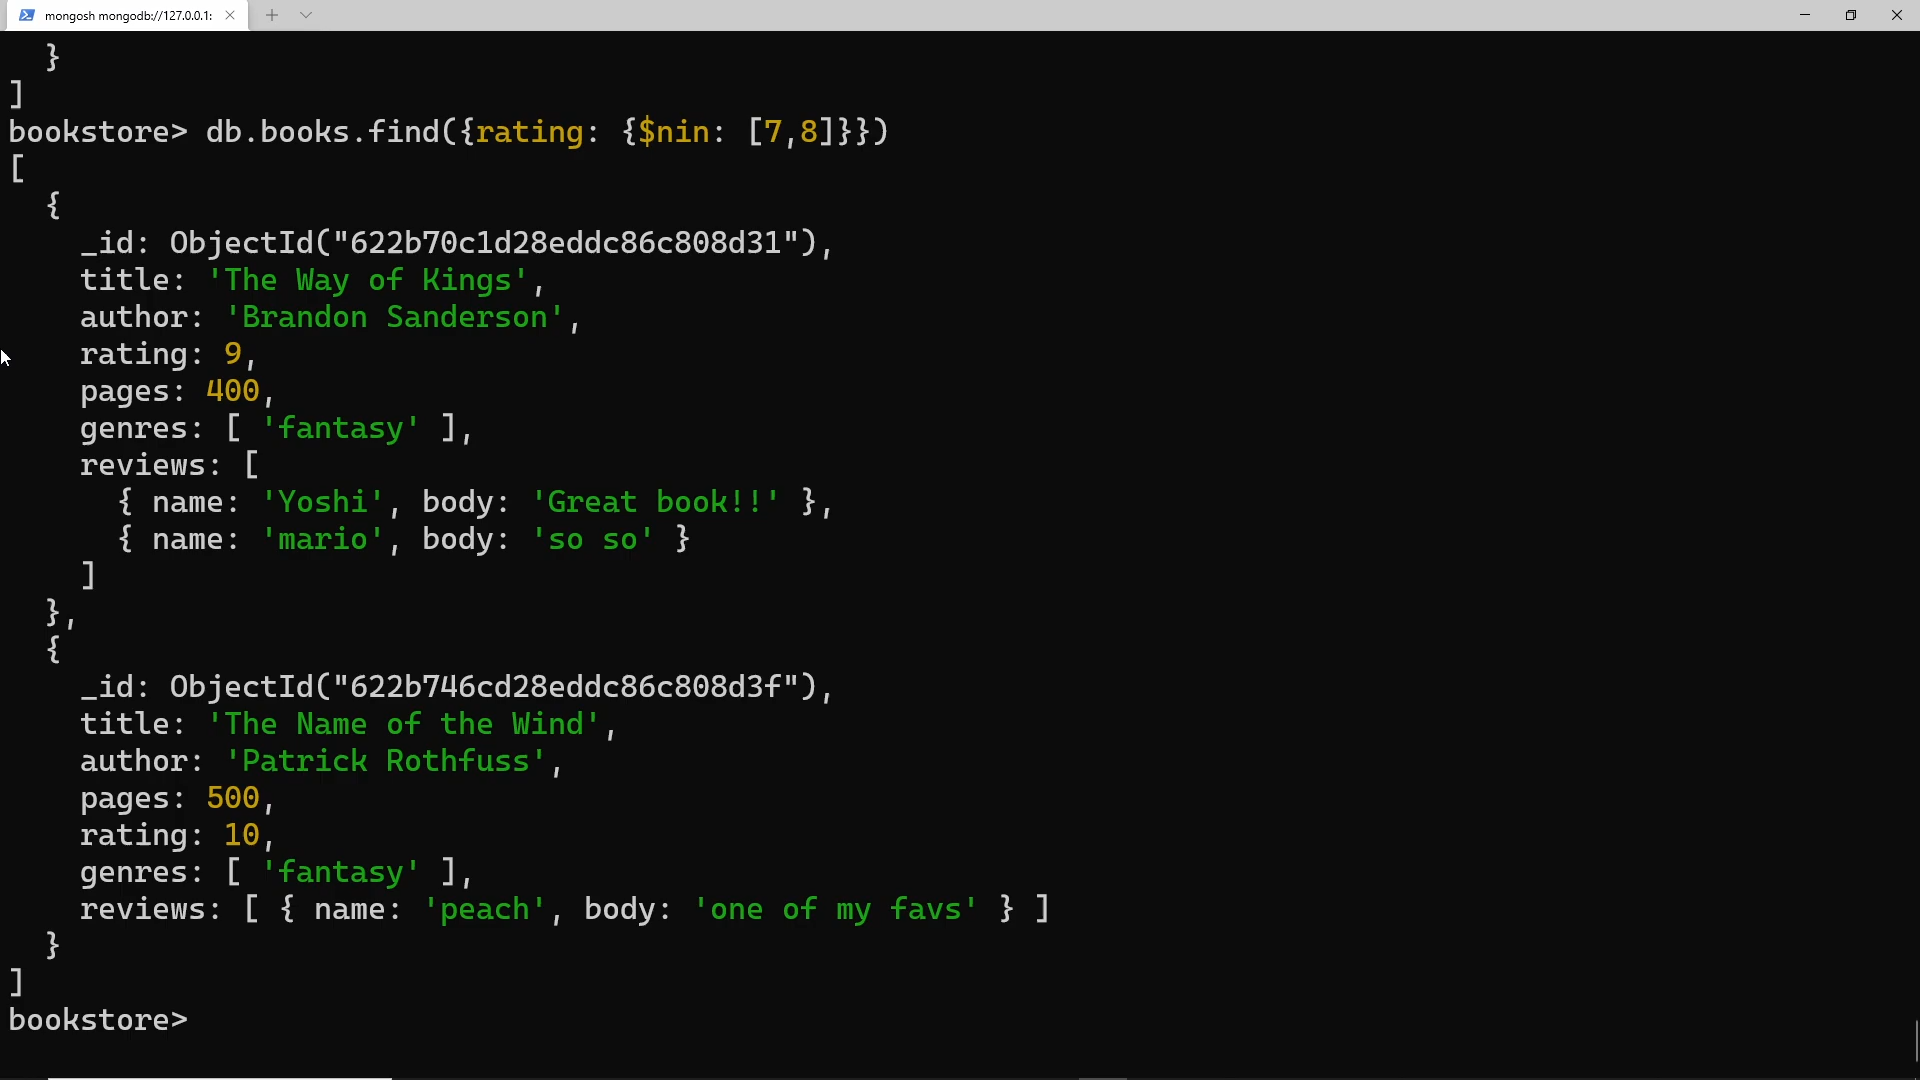 mongosh mongodb://127.0.0.1:
  }
]
bookstore> db.books.find({rating: {$nin: [7,8]}})
[
  {
    _id: ObjectId("622b70c1d28eddc86c808d31"),
    title: 'The Way of Kings',
    author: 'Brandon Sanderson',
    rating: 9,
    pages: 400,
    genres: [ 'fantasy' ],
    reviews: [
      { name: 'Yoshi', body: 'Great book!!' },
      { name: 'mario', body: 'so so' }
    ]
  },
  {
    _id: ObjectId("622b746cd28eddc86c808d3f"),
    title: 'The Name of the Wind',
    author: 'Patrick Rothfuss',
    pages: 500,
    rating: 10,
    genres: [ 'fantasy' ],
    reviews: [ { name: 'peach', body: 'one of my favs' } ]
  }
]
bookstore>